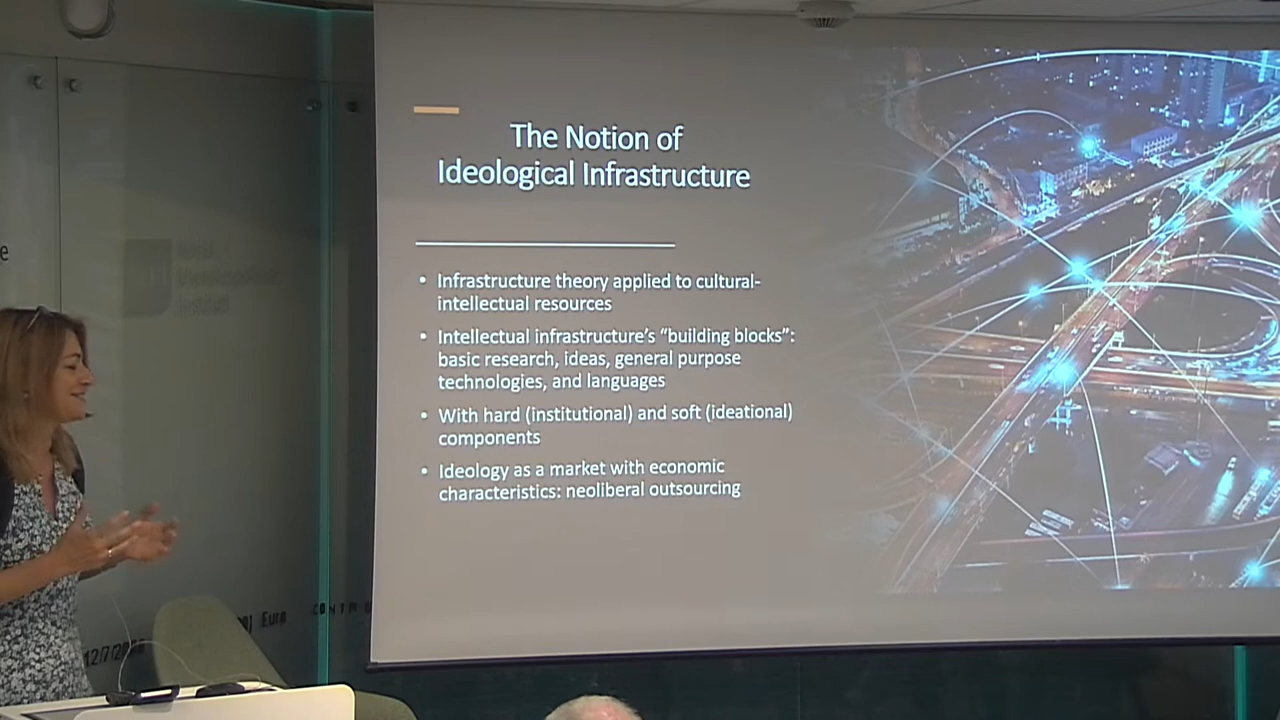 The Notion of
Ideological Infrastructure
• Infrastructure theory applied to cultural-
intellectual resources
• Intellectual infrastructure's “building blocks”:
basic research, ideas, general purpose
technologies, and languages
• With hard (institutional) and soft (ideational)
components
• Ideology as a market with economic
characteristics: neoliberal outsourcing
e
Euro